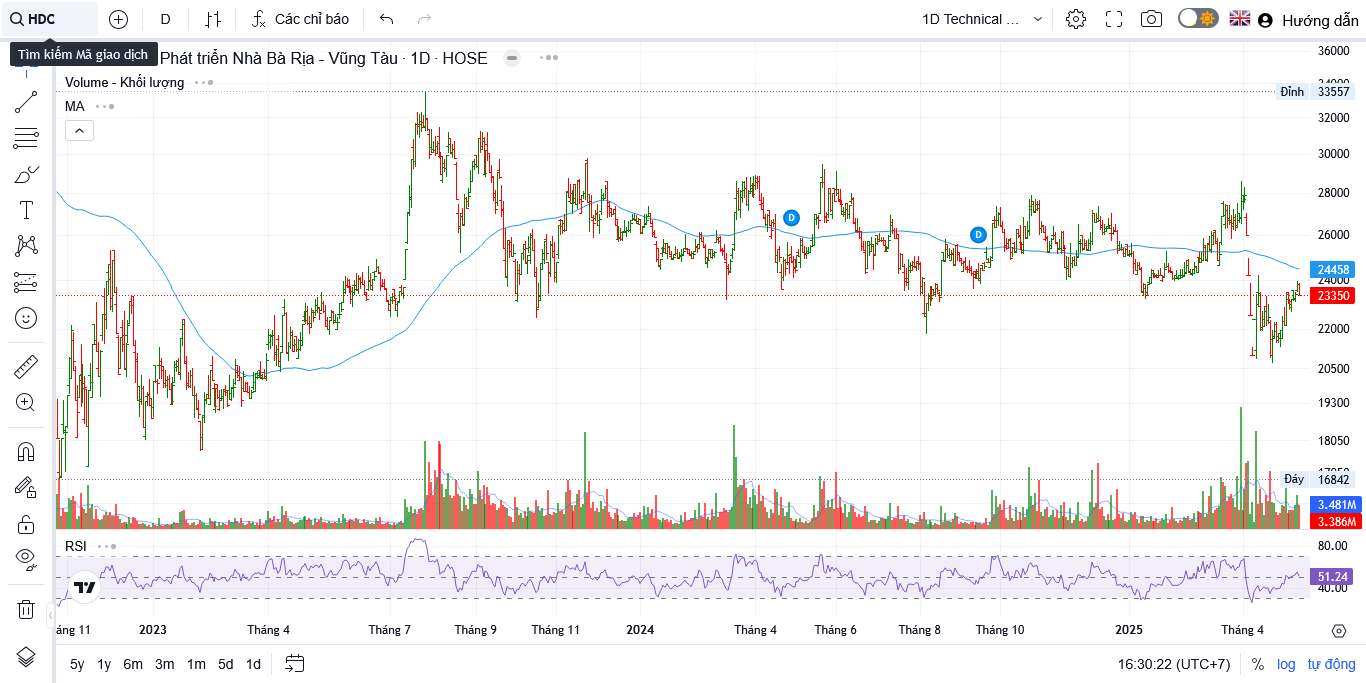 HDC
D
Các chỉ báo
1D Technical ...
Hướng dẫn
Tìm kiếm Mã giao dịch
Phát triển Nhà Bà Rịa - Vũng Tàu · 1D · HOSE
Volume - Khối lượng
MA
36000
34000
Đỉnh 33557
32000
30000
28000
D
D
26000
24458
24000
23350
22000
20500
19300
18050
Đáy 16842
3.481M
3.386M
RSI
80.00
51.24
40.00
áng 11 2023 Tháng 4 Tháng 7 Tháng 9 Tháng 11 2024 Tháng 4 Tháng 6 Tháng 8 Tháng 10 2025 Tháng 4
5y 1y 6m 3m 1m 5d 1d
16:30:22 (UTC+7) % log tự động